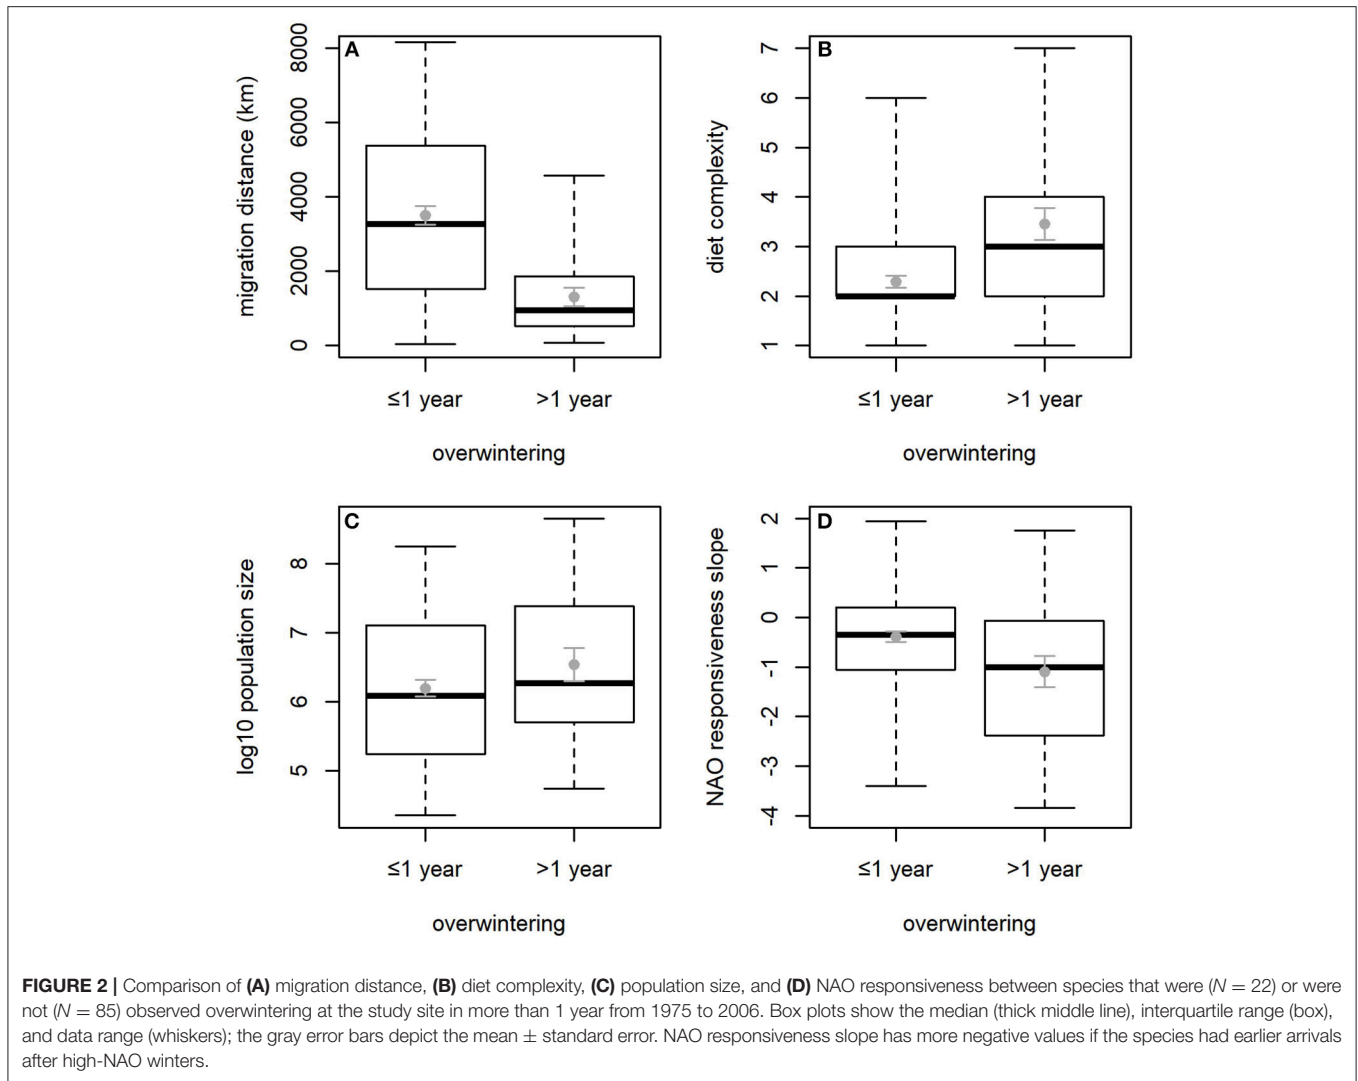 A
migration distance (km)
8000
6000
4000
2000
0
≤1 year >1 year
overwintering
B
diet complexity
7
6
5
4
3
2
1
≤1 year >1 year
overwintering
C
log10 population size
8
7
6
5
≤1 year >1 year
overwintering
D
NAO responsiveness slope
2
1
0
-1
-2
-3
-4
≤1 year >1 year
overwintering
FIGURE 2 | Comparison of (A) migration distance, (B) diet complexity, (C) population size, and (D) NAO responsiveness between species that were (N = 22) or were
not (N = 85) observed overwintering at the study site in more than 1 year from 1975 to 2006. Box plots show the median (thick middle line), interquartile range (box),
and data range (whiskers); the gray error bars depict the mean ± standard error. NAO responsiveness slope has more negative values if the species had earlier arrivals
after high-NAO winters.